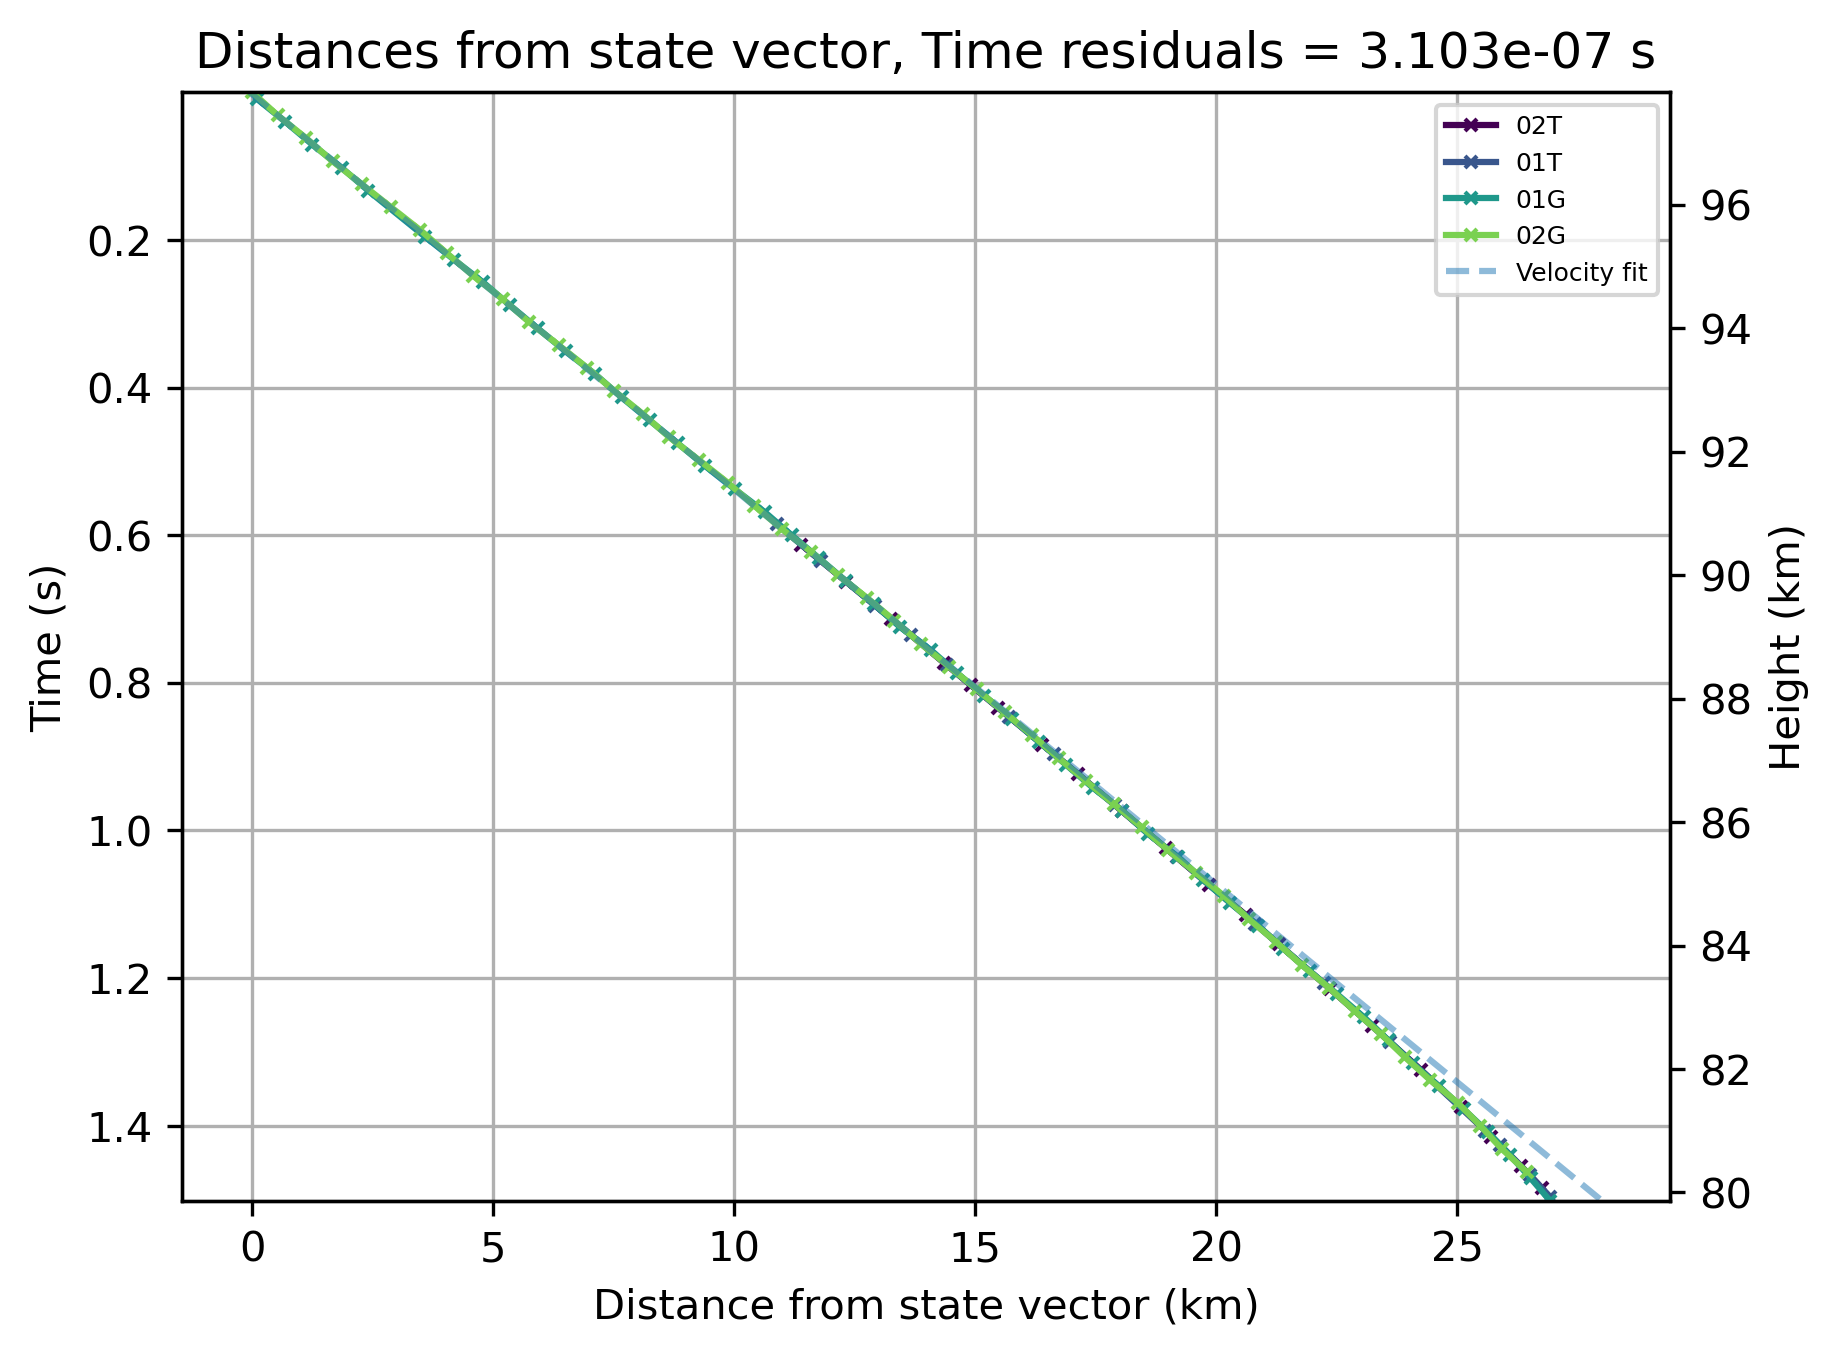 Distances from state vector, Time residuals = 3.103e-07 s
02T
01T
01G
02G
Velocity fit
Time (s)
0.2
0.4
0.6
0.8
1.0
1.2
1.4
96
94
92
90
88
86
84
82
80
Height (km)
0 5 10 15 20 25
Distance from state vector (km)